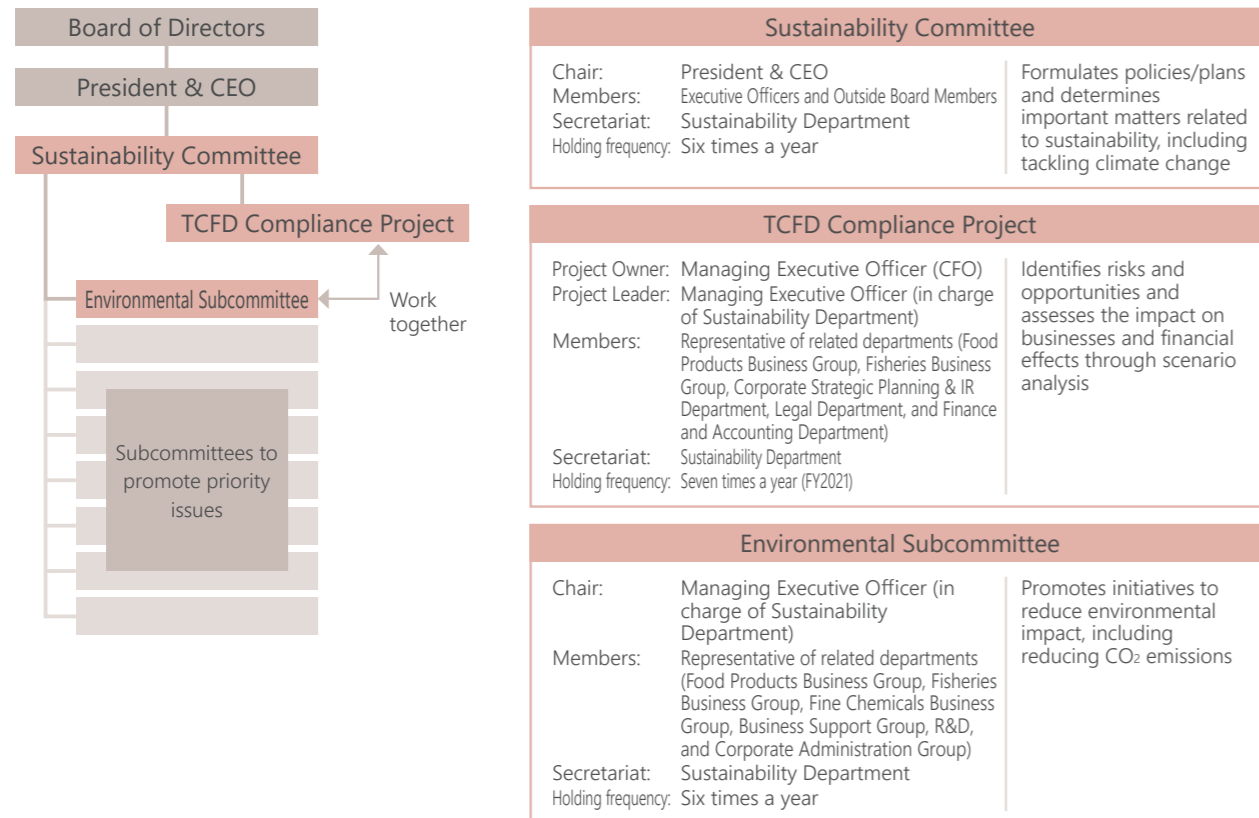 Board of Directors
President & CEO
Sustainability Committee
TCFD Compliance Project
Environmental Subcommittee
Work
together
Subcommittees to
promote priority
issues
Sustainability Committee
Chair: President & CEO
Members: Executive Officers and Outside Board Members
Secretariat: Sustainability Department
Holding frequency: Six times a year
Formulates policies/plans
and determines
important matters related
to sustainability, including
tackling climate change
TCFD Compliance Project
Project Owner: Managing Executive Officer (CFO)
Project Leader: Managing Executive Officer (in charge
of Sustainability Department)
Members: Representative of related departments (Food
Products Business Group, Fisheries Business
Group, Corporate Strategic Planning & IR
Department, Legal Department, and Finance
and Accounting Department)
Secretariat: Sustainability Department
Holding frequency: Seven times a year (FY2021)
Identifies risks and
opportunities and
assesses the impact on
businesses and financial
effects through scenario
analysis
Environmental Subcommittee
Chair: Managing Executive Officer (in
charge of Sustainability
Department)
Members: Representative of related departments
(Food Products Business Group, Fisheries
Business Group, Fine Chemicals Business
Group, Business Support Group, R&D,
and Corporate Administration Group)
Secretariat: Sustainability Department
Holding frequency: Six times a year
Promotes initiatives to
reduce environmental
impact, including
reducing CO2 emissions